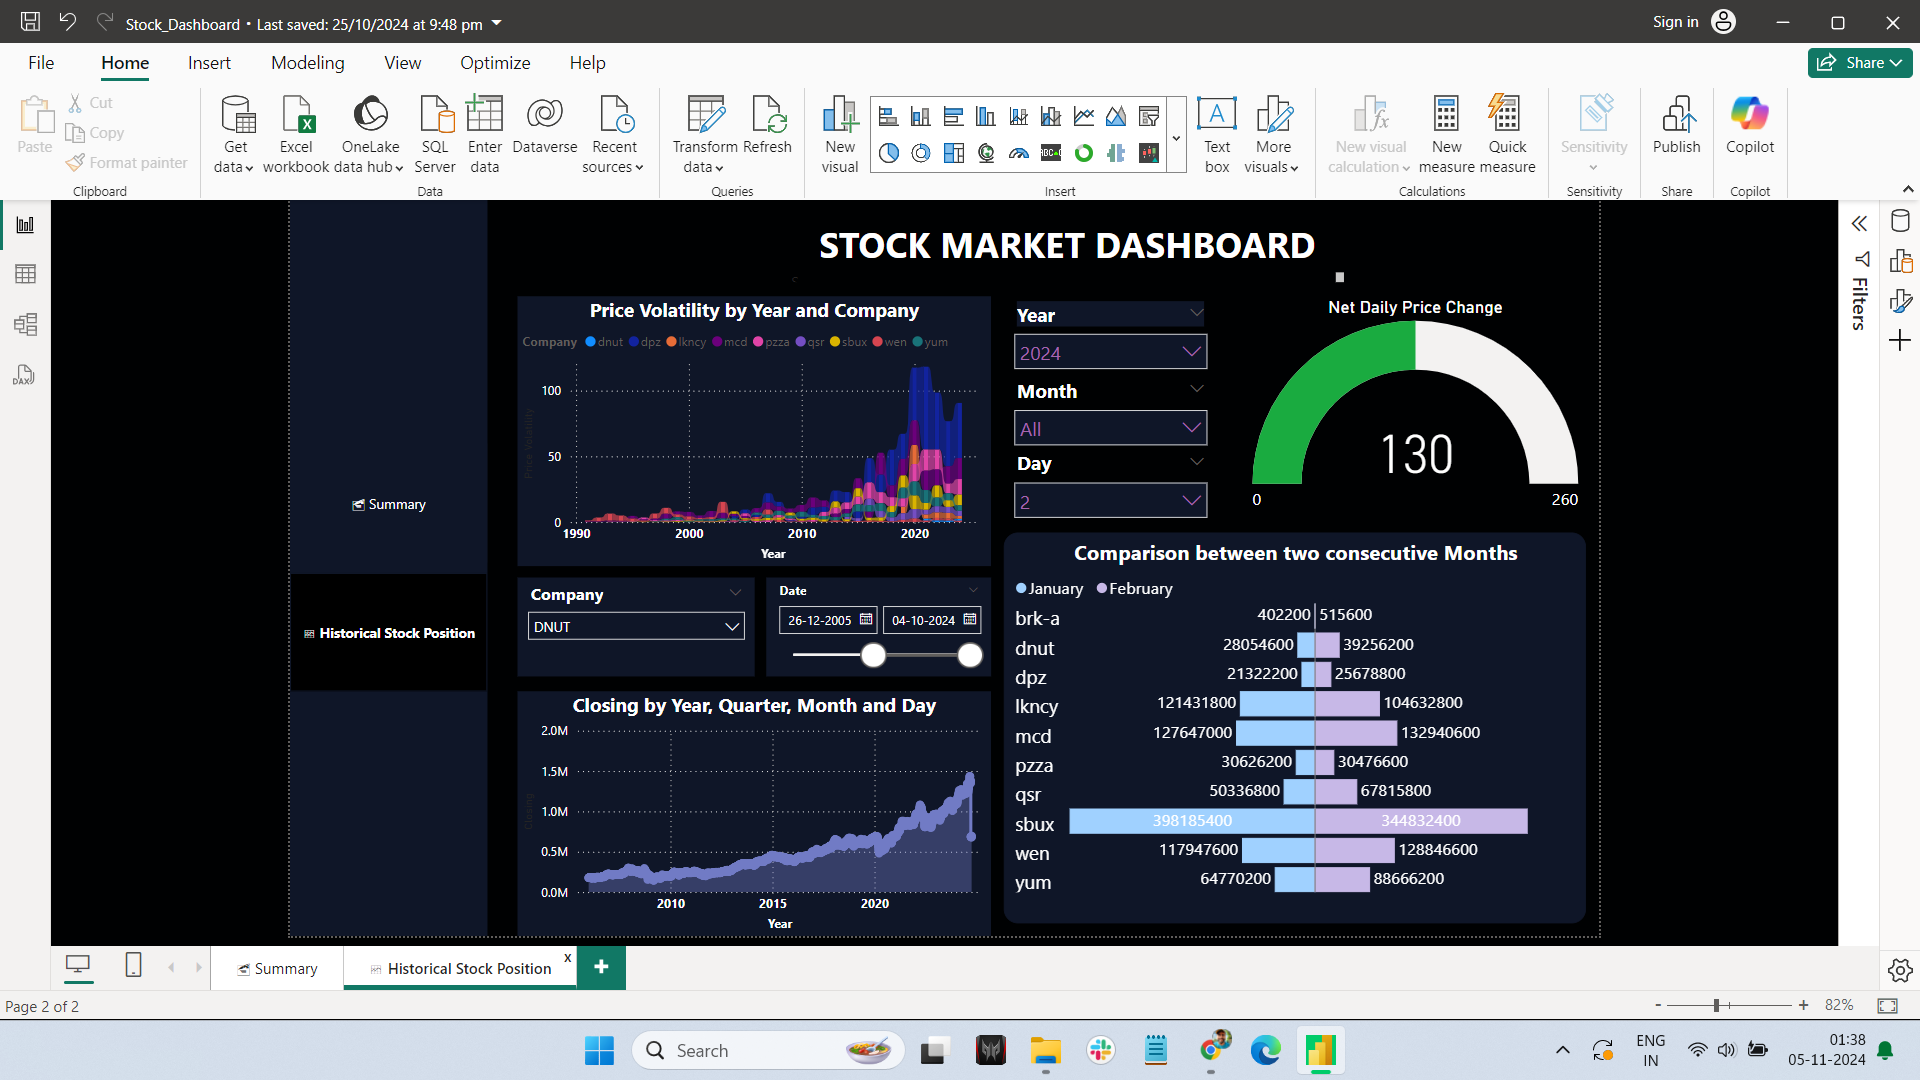 Stock_Dashboard • Last saved: 25/10/2024 at 9:48 pm
Sign in
File Home Insert Modeling View Optimize Help
Share
Paste
Cut
Copy
Format painter
Clipboard
Get data
Excel workbook
OneLake data hub
SQL Server
Enter data
Dataverse
Recent sources
Data
Transform data
Refresh
Queries
New visual
Text box
More visuals
Insert
New visual calculation
New measure
Quick measure
Calculations
Sensitivity
Sensitivity
Publish
Share
Copilot
Copilot
STOCK MARKET DASHBOARD
Filters
Summary
Historical Stock Position
Price Volatility by Year and Company
Company dnut dpz lkncy mcd pzza qsr sbux wen yum
Price Volatility
100
50
0
1990 2000 2010 2020
Year
Company
DNUT
Date
26-12-2005 04-10-2024
Closing by Year, Quarter, Month and Day
Closing
2.0M
1.5M
1.0M
0.5M
0.0M
2010 2015 2020
Year
Year
2024
Month
All
Day
2
Net Daily Price Change
130
0 260
Comparison between two consecutive Months
January February
brk-a 402200 515600
dnut 28054600 39256200
dpz 21322200 25678800
lkncy 121431800 104632800
mcd 127647000 132940600
pzza 30626200 30476600
qsr 50336800 67815800
sbux 398185400 344832400
wen 117947600 128846600
yum 64770200 88666200
Summary
Historical Stock Position x
+
Page 2 of 2
- + 82%
Search
ENG
IN
01:38
05-11-2024